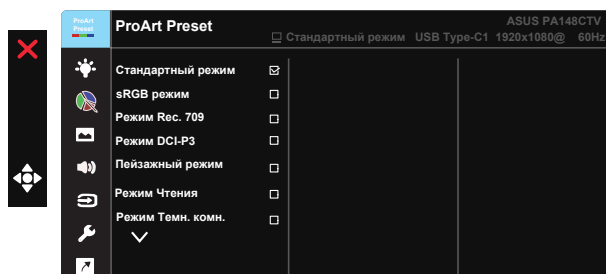 ProArt
Preset
ProArt Preset
ASUS PA148CTV
Стандартный режим USB Type-C1 1920x1080@ 60Hz
Стандартный режим
sRGB режим
Режим Rec. 709
Режим DCI-P3
Пейзажный режим
Режим Чтения
Режим Темн. комн.